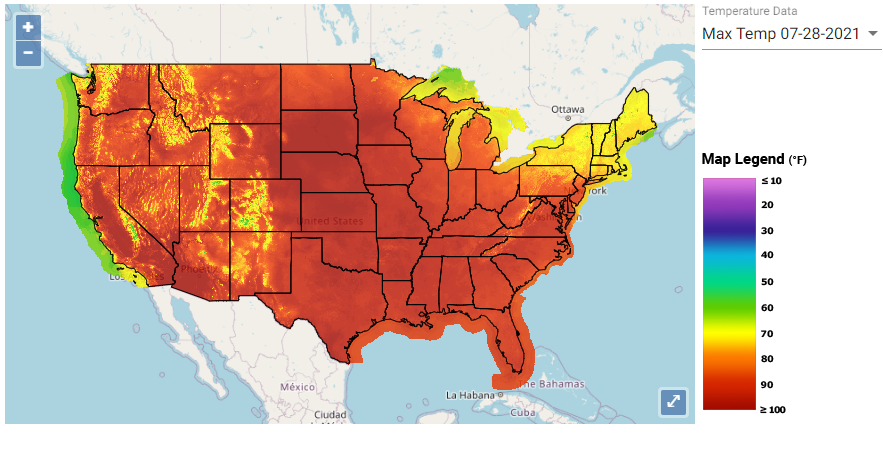 Temperature Data
Max Temp 07-28-2021
+
−
Ottawa
Map Legend (°F)
≤ 10
20
30
40
50
60
70
80
90
≥ 100
United States
Washington
The Bahamas
La Habana
Cuba
México
Ciudad